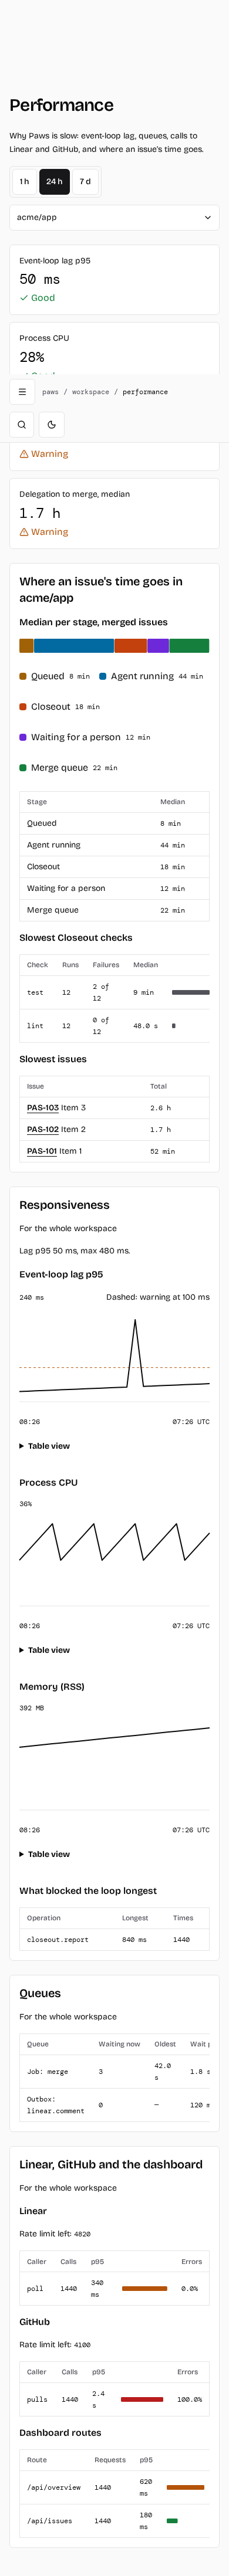 Performance
Why Paws is slow: event-loop lag, queues, calls to
Linear and GitHub, and where an issue's time goes.
1 h 24 h 7 d
acme/app
Event-loop lag p95
50 ms
Good
Process CPU
28%
paws / workspace / performance
Warning
Delegation to merge, median
1.7 h
Warning
Where an issue's time goes in
acme/app
Median per stage, merged issues
Queued 8 min Agent running 44 min
Closeout 18 min
Waiting for a person 12 min
Merge queue 22 min
Stage Median
Queued 8 min
Agent running 44 min
Closeout 18 min
Waiting for a person 12 min
Merge queue 22 min
Slowest Closeout checks
Check Runs Failures Median
test 12 2 of 12 9 min
lint 12 0 of 12 48.0 s
Slowest issues
Issue Total
PAS-103 Item 3 2.6 h
PAS-102 Item 2 1.7 h
PAS-101 Item 1 52 min
Responsiveness
For the whole workspace
Lag p95 50 ms, max 480 ms.
Event-loop lag p95
240 ms Dashed: warning at 100 ms
08:26 07:26 UTC
Table view
Process CPU
36%
08:26 07:26 UTC
Table view
Memory (RSS)
392 MB
08:26 07:26 UTC
Table view
What blocked the loop longest
Operation Longest Times
closeout.report 840 ms 1440
Queues
For the whole workspace
Queue Waiting now Oldest Wait
Job: merge 3 42.0 s 1.8 s
Outbox: linear.comment 0 — 120
Linear, GitHub and the dashboard
For the whole workspace
Linear
Rate limit left: 4820
Caller Calls p95 Errors
poll 1440 340 ms 0.0%
GitHub
Rate limit left: 4100
Caller Calls p95 Errors
pulls 1440 2.4 s 100.0%
Dashboard routes
Route Requests p95
/api/overview 1440 620 ms
/api/issues 1440 180 ms